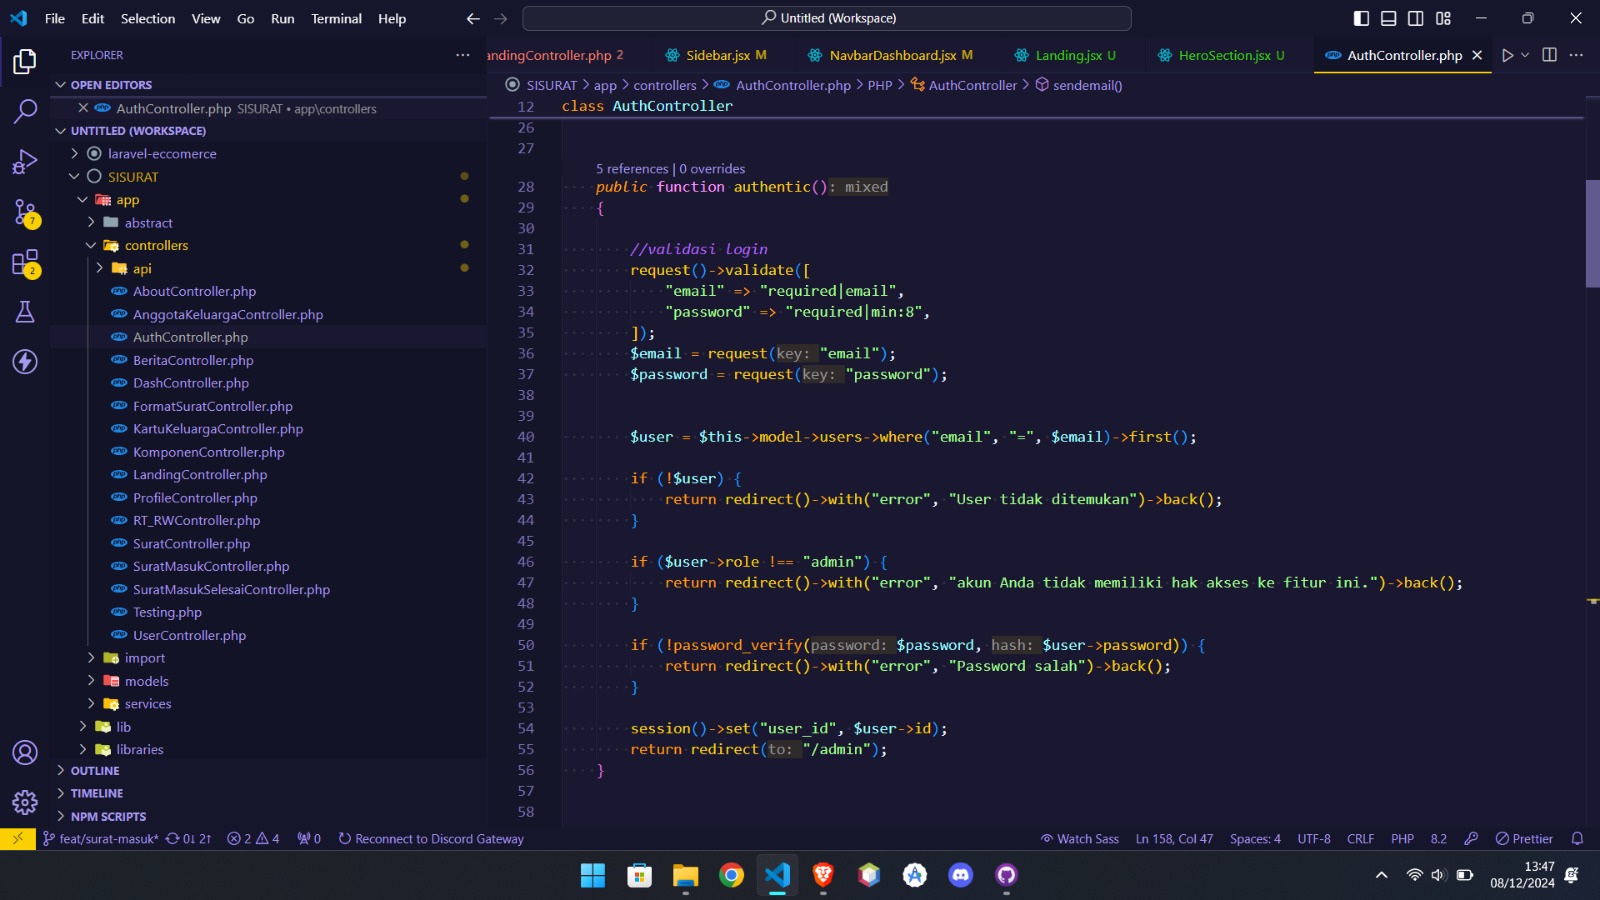 File Edit Selection View Go Run Terminal Help
Untitled (Workspace)
EXPLORER
OPEN EDITORS
AuthController.php SISURAT • app\controllers
UNTITLED (WORKSPACE)
laravel-eccomerce
SISURAT
app
abstract
controllers
api
AboutController.php
AnggotaKeluargaController.php
AuthController.php
BeritaController.php
DashController.php
FormatSuratController.php
KartuKeluargaController.php
KomponenController.php
LandingController.php
ProfileController.php
RT_RWController.php
SuratController.php
SuratMasukController.php
SuratMasukSelesaiController.php
Testing.php
UserController.php
import
models
services
lib
libraries
OUTLINE
TIMELINE
NPM SCRIPTS
7
2
andingController.php 2 Sidebar.jsx M NavbarDashboard.jsx M Landing.jsx U HeroSection.jsx U AuthController.php
SISURAT > app > controllers > AuthController.php > PHP > AuthController > sendemail()
12 class AuthController
26
27
5 references | 0 overrides
28 public function authentic(): mixed
29 {
30
31 //validasi login
32 request()->validate([
33 "email" => "required|email",
34 "password" => "required|min:8",
35 ]);
36 $email = request(key: "email");
37 $password = request(key: "password");
38
39
40 $user = $this->model->users->where("email", "=", $email)->first();
41
42 if (!$user) {
43 return redirect()->with("error", "User tidak ditemukan")->back();
44 }
45
46 if ($user->role !== "admin") {
47 return redirect()->with("error", "akun Anda tidak memiliki hak akses ke fitur ini.")->back();
48 }
49
50 if (!password_verify(password: $password, hash: $user->password)) {
51 return redirect()->with("error", "Password salah")->back();
52 }
53
54 session()->set("user_id", $user->id);
55 return redirect(to: "/admin");
56 }
57
58
feat/surat-masuk* 0↓ 2↑ 2 4 0 Reconnect to Discord Gateway Watch Sass Ln 158, Col 47 Spaces: 4 UTF-8 CRLF PHP 8.2 Prettier
13:47
08/12/2024